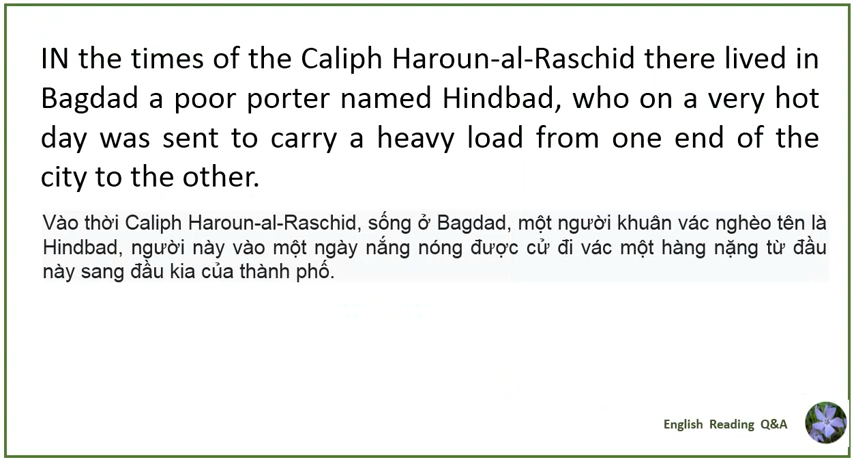 IN the times of the Caliph Haroun-al-Raschid there lived in
Bagdad a poor porter named Hindbad, who on a very hot
day was sent to carry a heavy load from one end of the
city to the other.
Vào thời Caliph Haroun-al-Raschid, sống ở Bagdad, một người khuân vác nghèo tên là
Hindbad, người này vào một ngày nắng nóng được cử đi vác một hàng nặng từ đầu
này sang đầu kia của thành phố.
English Reading Q&A